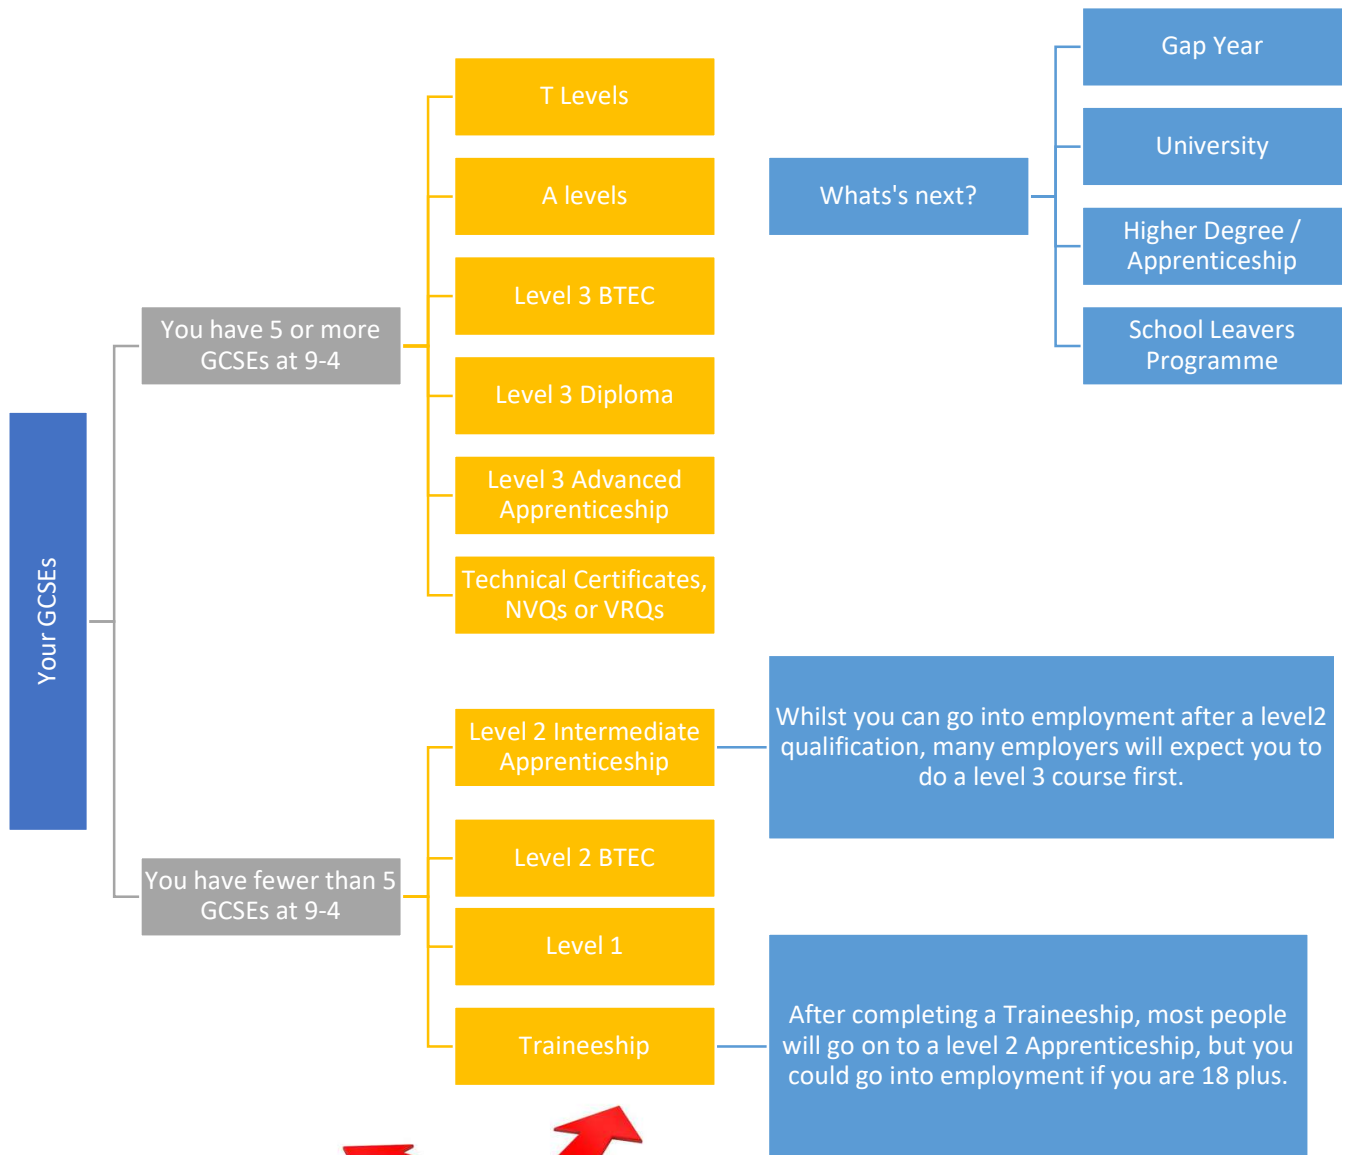 Your GCSEs
You have 5 or more
GCSEs at 9-4
T Levels
A levels
Level 3 BTEC
Level 3 Diploma
Level 3 Advanced
Apprenticeship
Technical Certificates,
NVQs or VRQs
Whats's next?
Gap Year
University
Higher Degree /
Apprenticeship
School Leavers
Programme
You have fewer than 5
GCSEs at 9-4
Level 2 Intermediate
Apprenticeship
Whilst you can go into employment after a level2
qualification, many employers will expect you to
do a level 3 course first.
Level 2 BTEC
Level 1
Traineeship
After completing a Traineeship, most people
will go on to a level 2 Apprenticeship, but you
could go into employment if you are 18 plus.